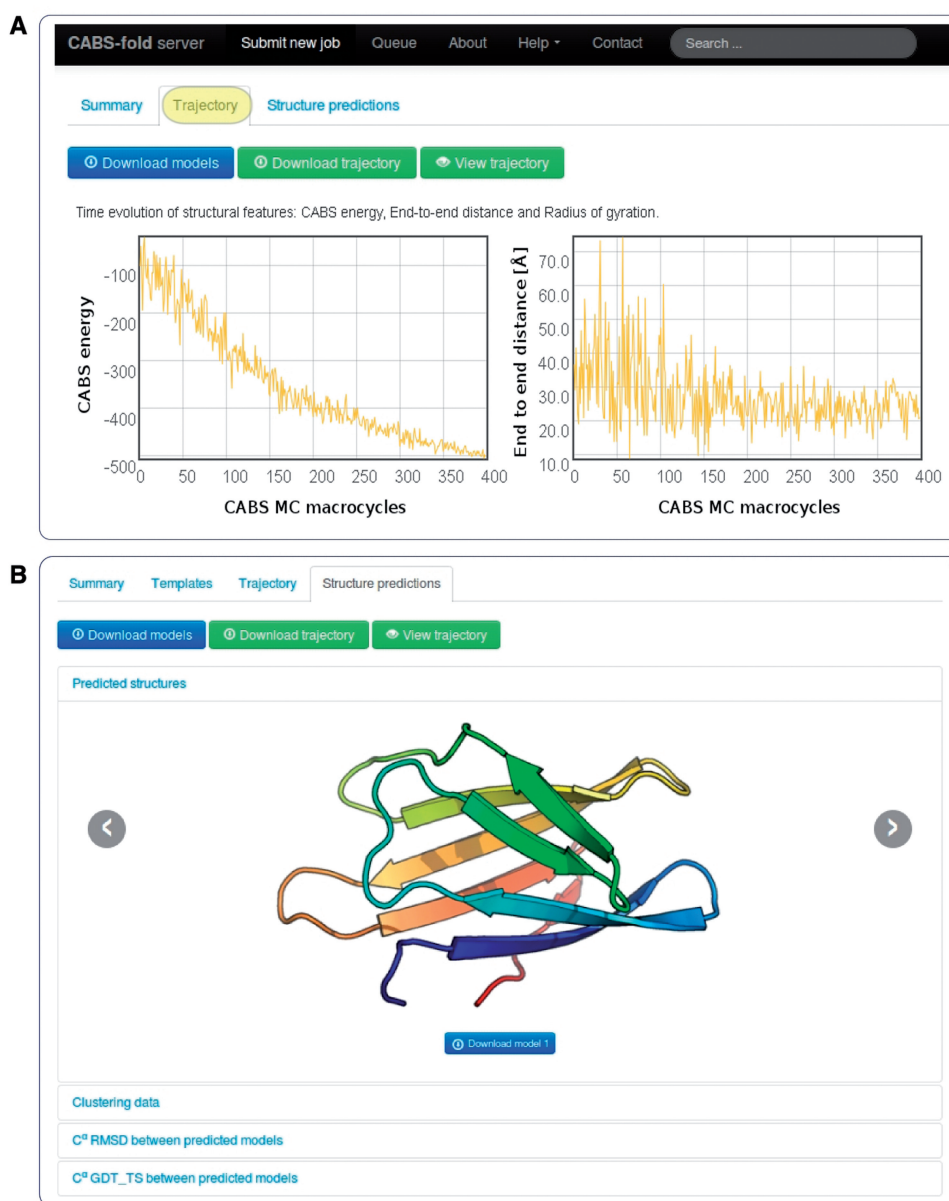 A
CABS-fold server Submit new job Queue About Help Contact Search ...
Summary Trajectory Structure predictions
Download models Download trajectory View trajectory
Time evolution of structural features: CABS energy, End-to-end distance and Radius of gyration.
CABS energy
-100
-200
-300
-400
-500
0 50 100 150 200 250 300 350 400
CABS MC macrocycles
End to end distance [Å]
70.0
60.0
50.0
40.0
30.0
20.0
10.0
0 50 100 150 200 250 300 350 400
CABS MC macrocycles
B
Summary Templates Trajectory Structure predictions
Download models Download trajectory View trajectory
Predicted structures
Download model 1
Clustering data
Cᵅ RMSD between predicted models
Cᵅ GDT_TS between predicted models